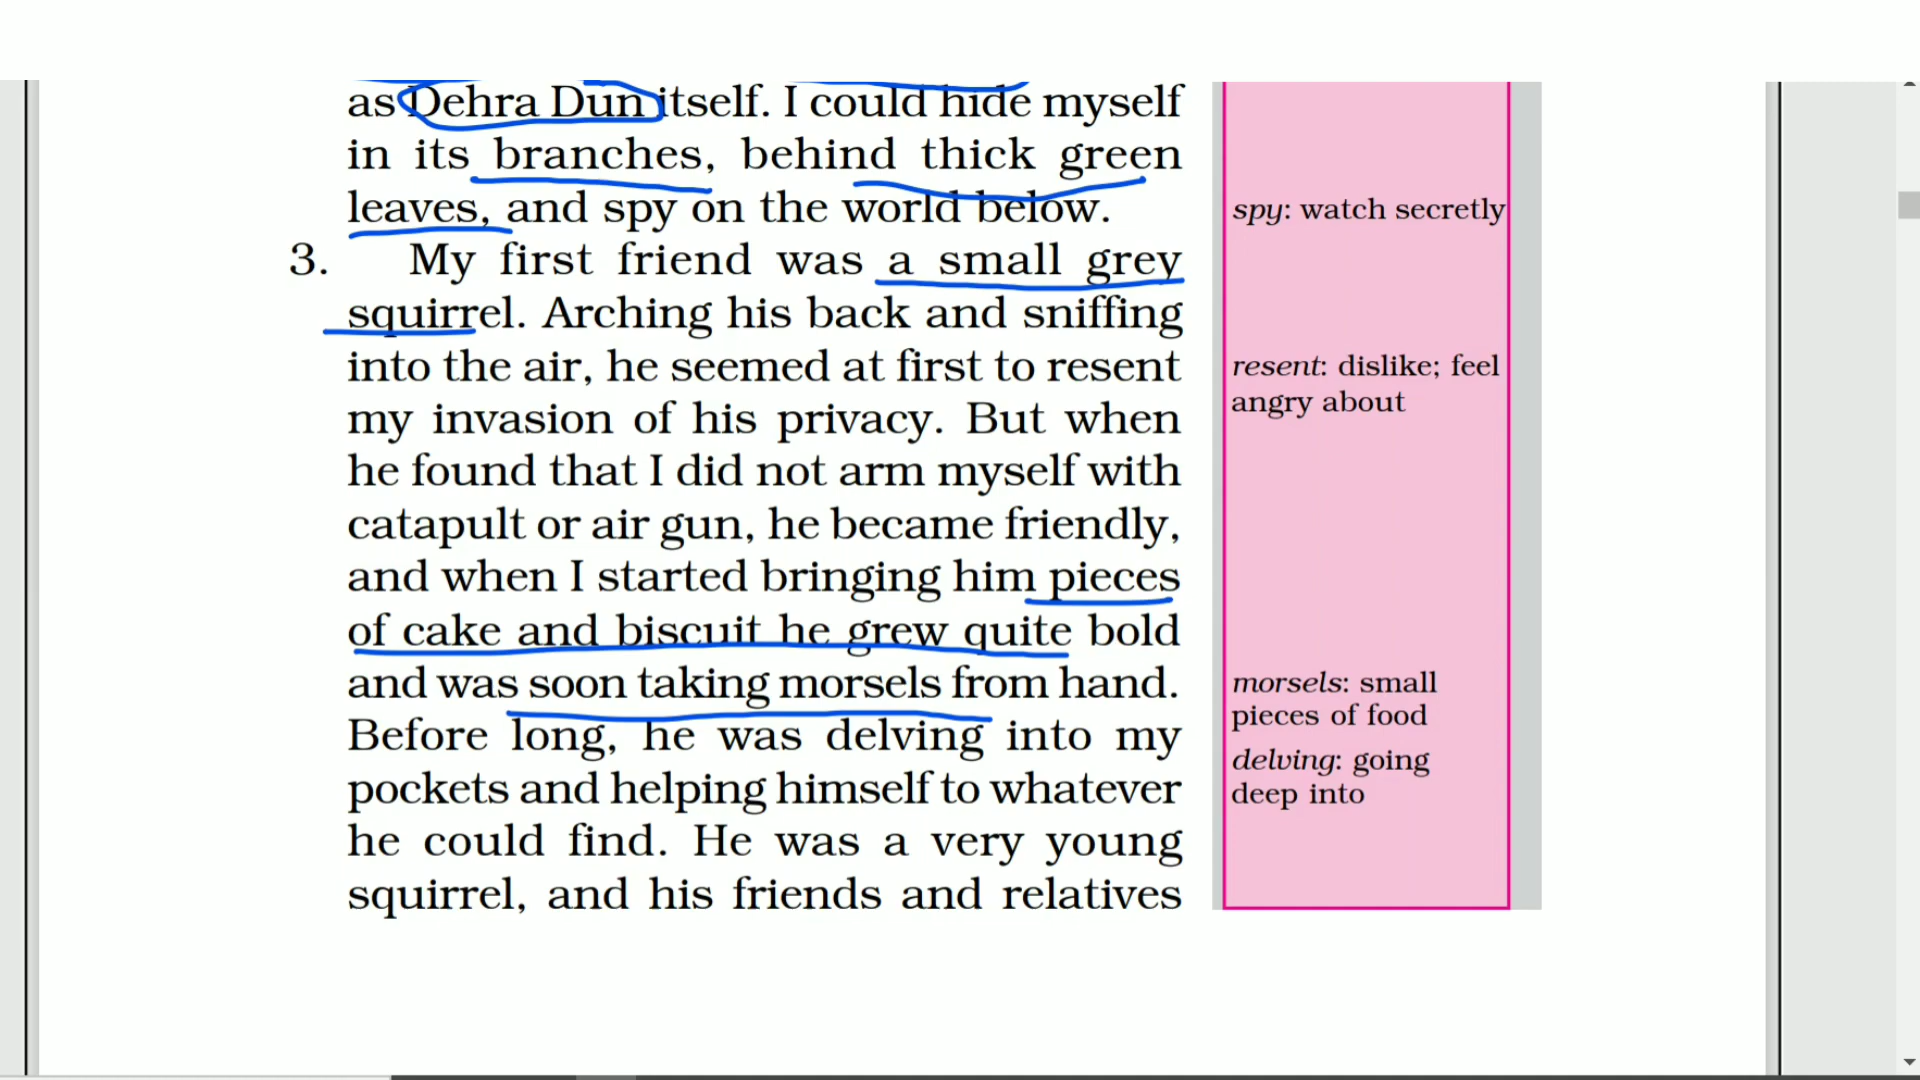 as Dehra Dun itself. I could hide myself
in its branches, behind thick green
leaves, and spy on the world below.
3. My first friend was a small grey
squirrel. Arching his back and sniffing
into the air, he seemed at first to resent
my invasion of his privacy. But when
he found that I did not arm myself with
catapult or air gun, he became friendly,
and when I started bringing him pieces
of cake and biscuit he grew quite bold
and was soon taking morsels from hand.
Before long, he was delving into my
pockets and helping himself to whatever
he could find. He was a very young
squirrel, and his friends and relatives
spy: watch secretly
resent: dislike; feel
angry about
morsels: small
pieces of food
delving: going
deep into